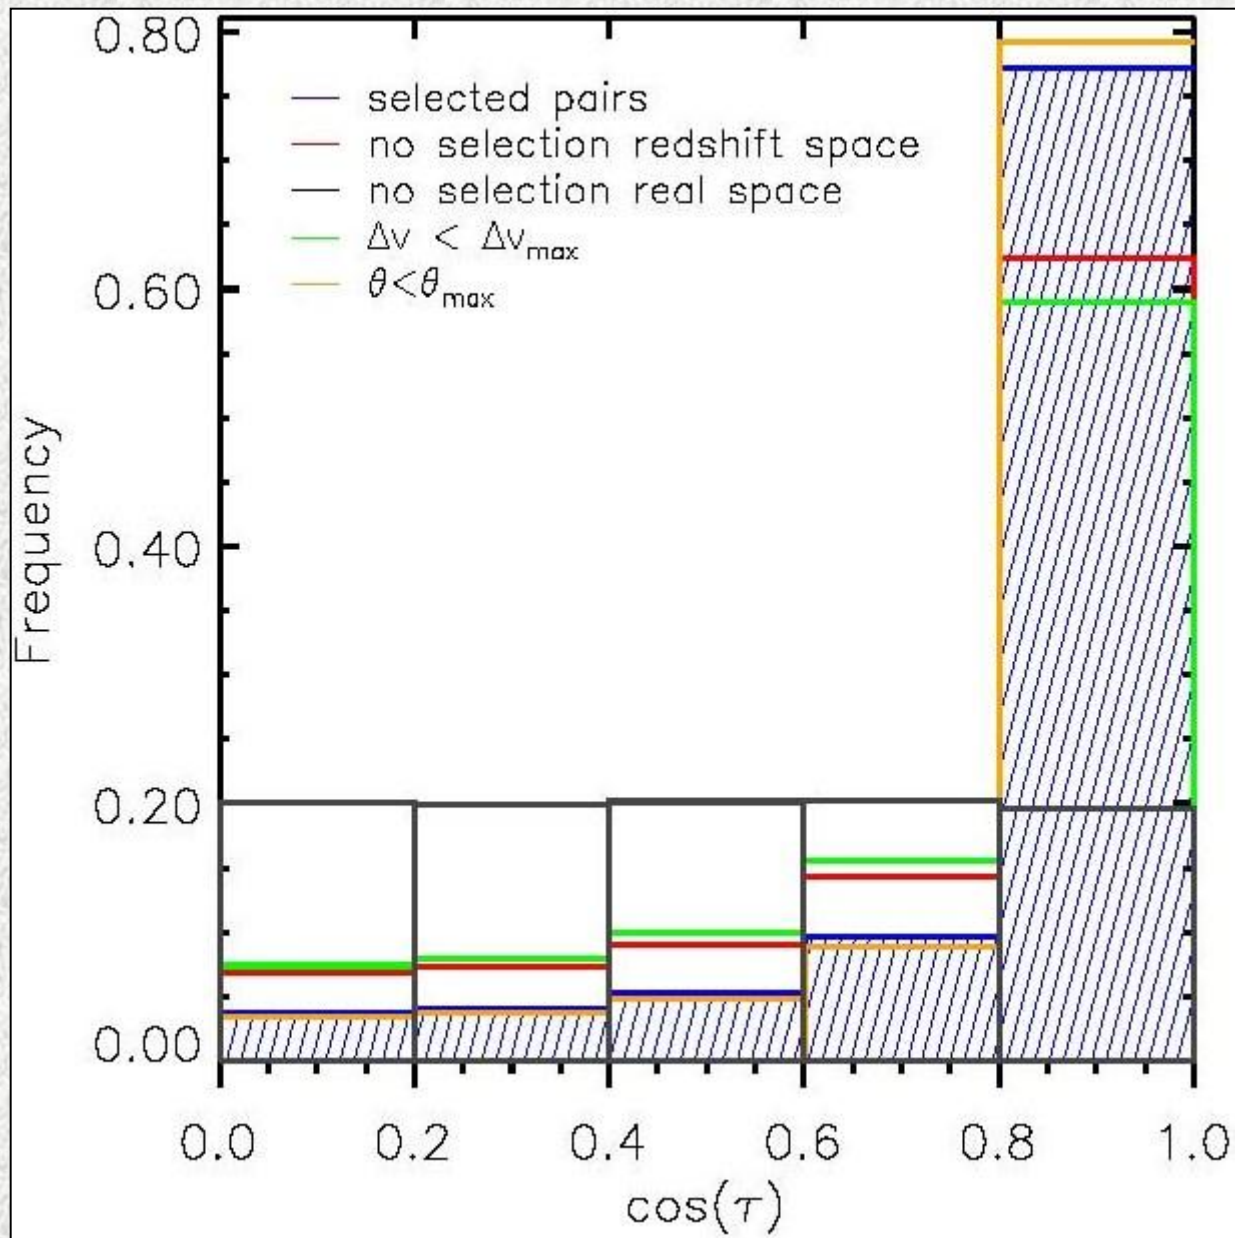 0.80
selected pairs
no selection redshift space
no selection real space
Δv < Δv_max
θ<θ_max
0.60
0.40
0.20
0.00
Frequency
0.0 0.2 0.4 0.6 0.8 1.0
cos(τ)